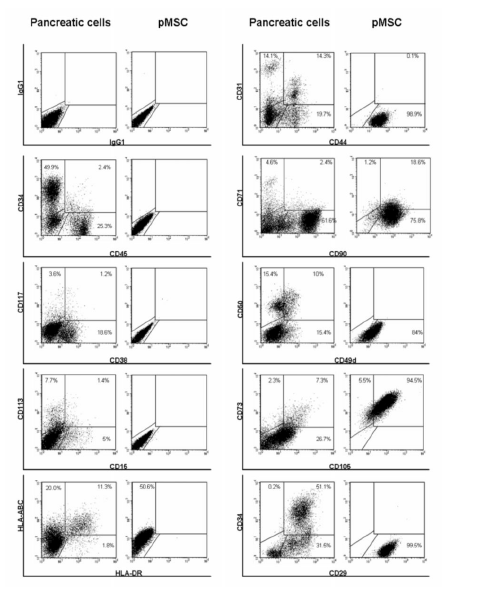 Pancreatic cells pMSC Pancreatic cells pMSC
IgG1
IgG1
CD31
14.1% 14.3% 0.1%
19.7% 98.9%
CD44
CD34
49.9% 2.4%
25.3%
CD45
CD71
4.6% 2.4% 1.2% 18.6%
61.6% 75.8%
CD90
CD117
3.6% 1.2%
18.6%
CD38
CD50
15.4% 10%
15.4% 84%
CD49d
CD113
7.7% 1.4%
5%
CD16
CD73
2.3% 7.3% 5.5% 94.5%
26.7%
CD105
HLA-ABC
20.0% 11.3% 50.6%
1.9%
HLA-DR
CD34
0.2% 51.1%
31.5% 99.5%
CD29